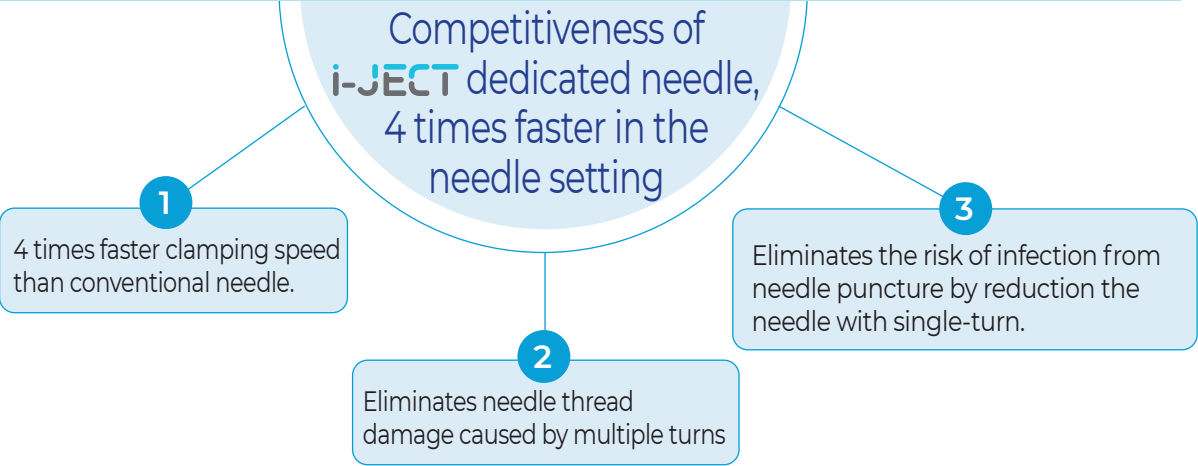 Competitiveness of
i-JECT dedicated needle,
4 times faster in the
needle setting
1
4 times faster clamping speed
than conventional needle.
2
Eliminates needle thread
damage caused by multiple turns
3
Eliminates the risk of infection from
needle puncture by reduction the
needle with single-turn.